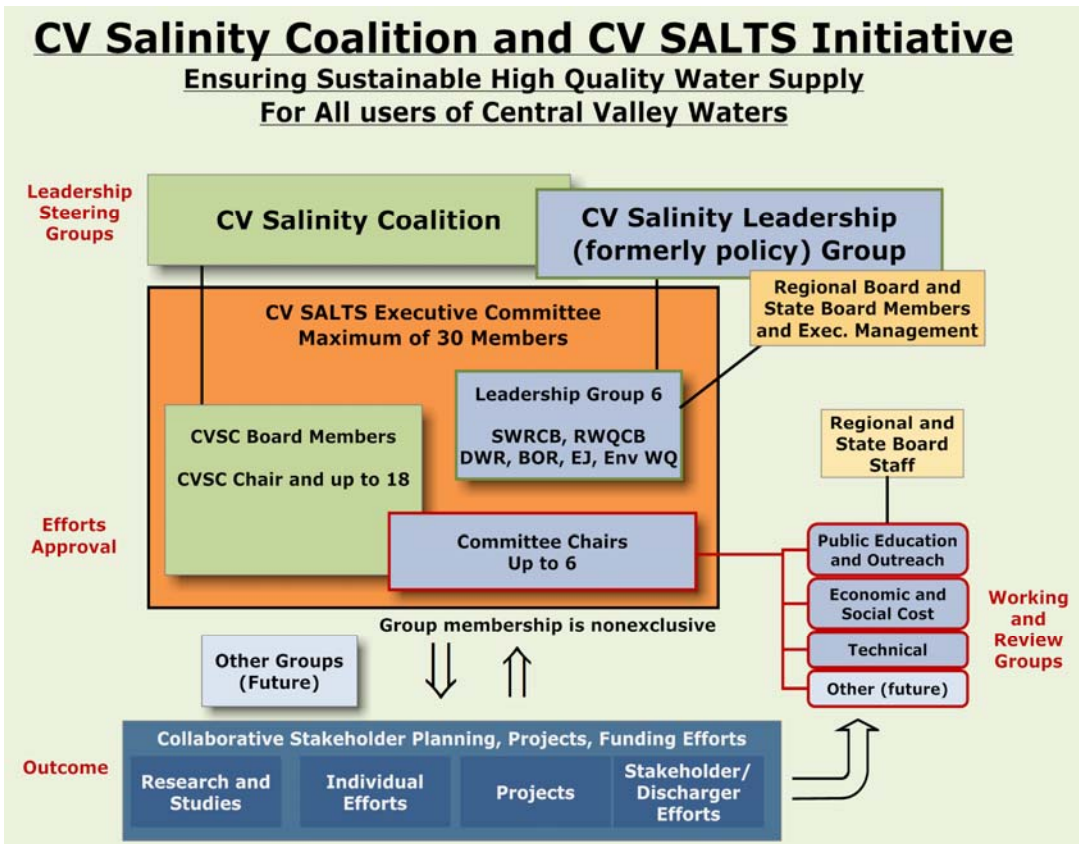 CV Salinity Coalition and CV SALTS Initiative
Ensuring Sustainable High Quality Water Supply
For All users of Central Valley Waters
Leadership
Steering
Groups
CV Salinity Coalition
CV Salinity Leadership
(formerly policy) Group
Regional Board and
State Board Members
and Exec. Management
CV SALTS Executive Committee
Maximum of 30 Members
Leadership Group 6
SWRCB, RWQCB
DWR, BOR, EJ, Env WQ
CVSC Board Members
CVSC Chair and up to 18
Regional and
State Board
Staff
Efforts
Approval
Committee Chairs
Up to 6
Public Education
and Outreach
Economic and
Social Cost
Technical
Other (future)
Working
and
Review
Groups
Group membership is nonexclusive
Other Groups
(Future)
Outcome
Collaborative Stakeholder Planning, Projects, Funding Efforts
Research and
Studies
Individual
Efforts
Projects
Stakeholder/
Discharger
Efforts